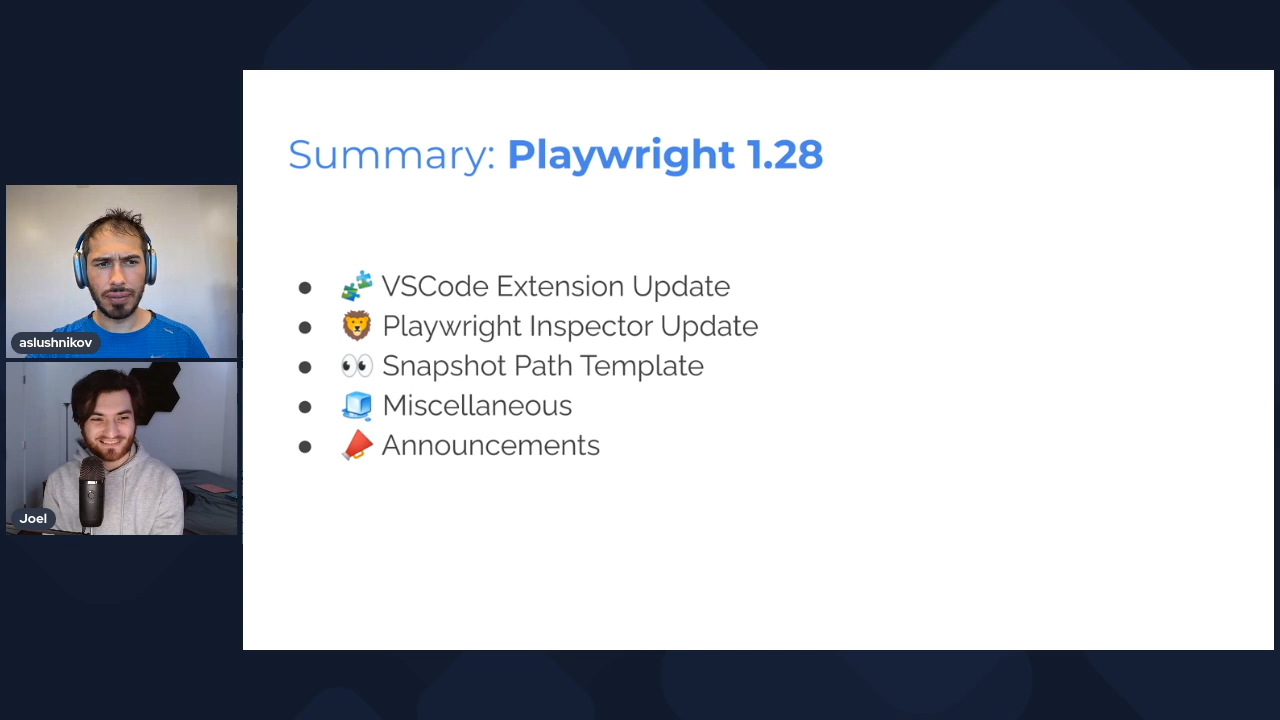 Summary: Playwright 1.28
VSCode Extension Update
Playwright Inspector Update
Snapshot Path Template
Miscellaneous
Announcements
aslushnikov
Joel